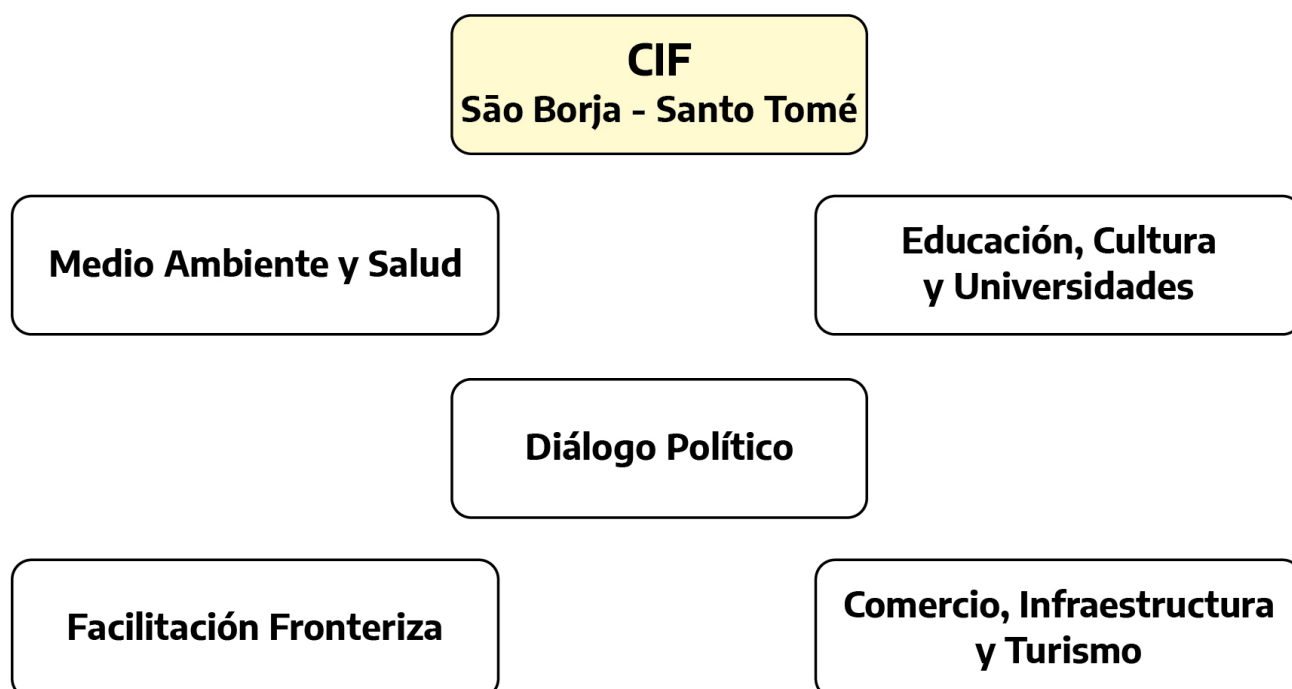 CIF
São Borja - Santo Tomé
Medio Ambiente y Salud
Educación, Cultura
y Universidades
Diálogo Político
Facilitación Fronteriza
Comercio, Infraestructura
y Turismo